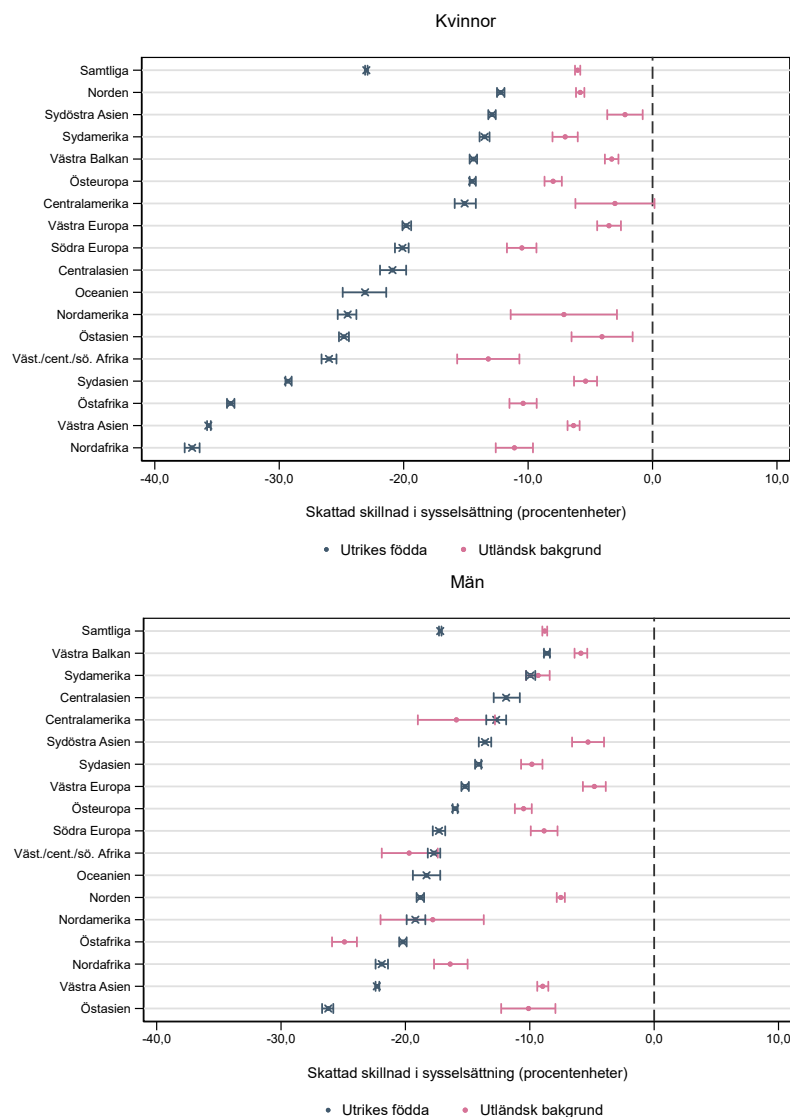 Kvinnor
Samtliga
Norden
Sydöstra Asien
Sydamerika
Västra Balkan
Östeuropa
Centralamerika
Västra Europa
Södra Europa
Centralasien
Oceanien
Nordamerika
Östasien
Väst./cent./sö. Afrika
Sydasien
Östafrika
Västra Asien
Nordafrika
-40,0 -30,0 -20,0 -10,0 0,0 10,0
Skattad skillnad i sysselsättning (procentenheter)
Utrikes födda Utländsk bakgrund
Män
Samtliga
Västra Balkan
Sydamerika
Centralasien
Centralamerika
Sydöstra Asien
Sydasien
Västra Europa
Östeuropa
Södra Europa
Väst./cent./sö. Afrika
Oceanien
Norden
Nordamerika
Östafrika
Nordafrika
Västra Asien
Östasien
-40,0 -30,0 -20,0 -10,0 0,0 10,0
Skattad skillnad i sysselsättning (procentenheter)
Utrikes födda Utländsk bakgrund